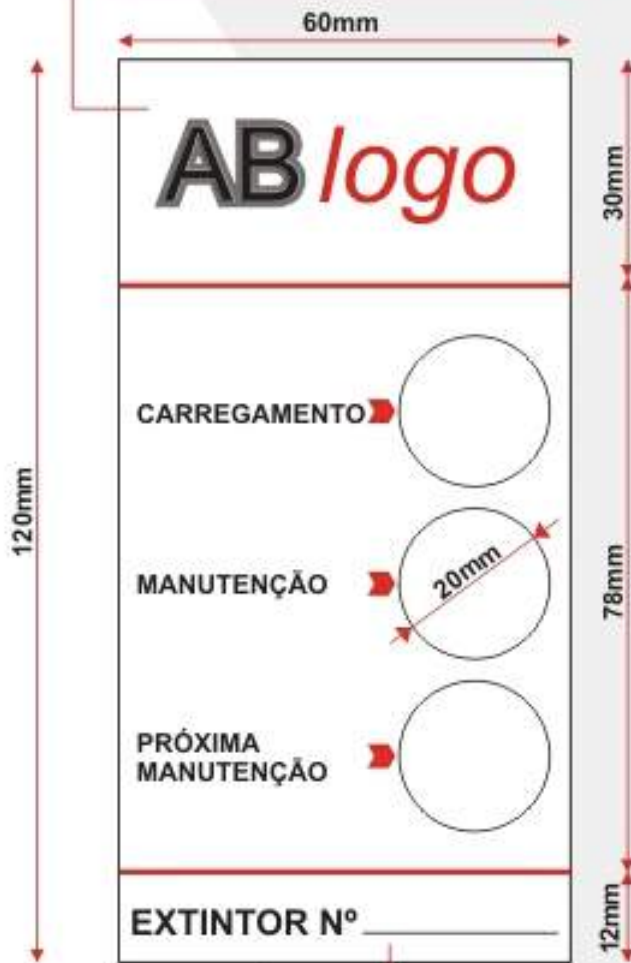 60mm
AB logo
30mm
120mm
CARREGAMENTO
MANUTENÇÃO
20mm
78mm
PRÓXIMA
MANUTENÇÃO
EXTINTOR Nº
12mm